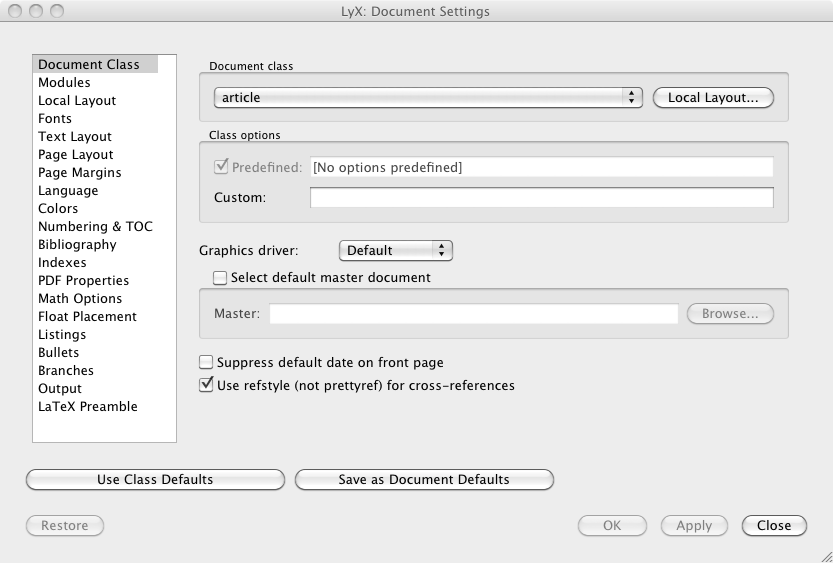 LyX: Document Settings
Document Class
Modules
Local Layout
Fonts
Text Layout
Page Layout
Page Margins
Language
Colors
Numbering & TOC
Bibliography
Indexes
PDF Properties
Math Options
Float Placement
Listings
Bullets
Branches
Output
LaTeX Preamble
Document class
article
Local Layout...
Class options
Predefined: [No options predefined]
Custom:
Graphics driver: Default
Select default master document
Master: Browse...
Suppress default date on front page
Use refstyle (not prettyref) for cross-references
Use Class Defaults Save as Document Defaults
Restore OK Apply Close